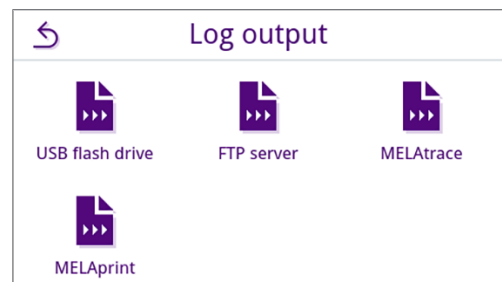 Log output
USB flash drive
FTP server
MELAtrace
MELAprint